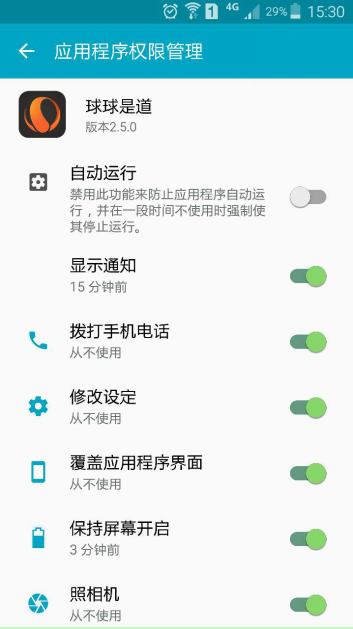 1 4G 29% 15:30
应用程序权限管理
球球是道
版本2.5.0
自动运行
禁用此功能来防止应用程序自动运
行，并在一段时间不使用时强制使
其停止运行。
显示通知
15 分钟前
拨打手机电话
从不使用
修改设定
从不使用
覆盖应用程序界面
从不使用
保持屏幕开启
3 分钟前
照相机
从不使用